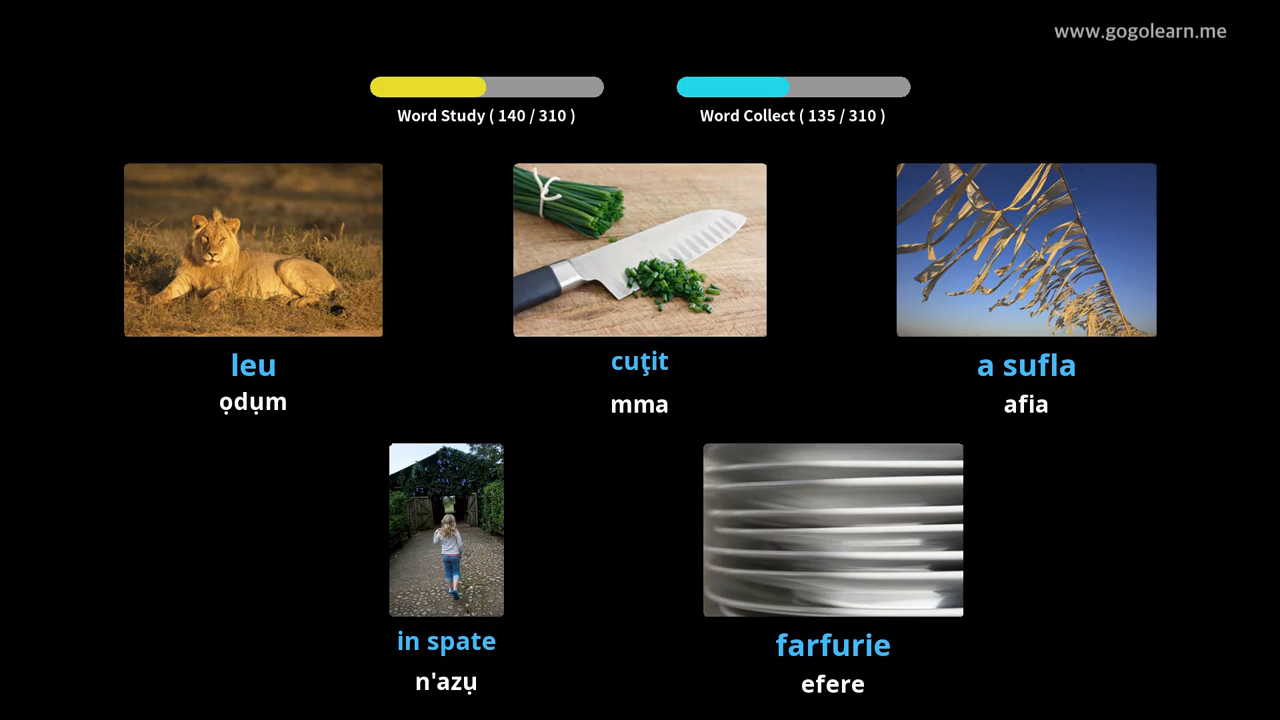 www.gogolearn.me
Word Study ( 140 / 310 )
Word Collect ( 135 / 310 )
leu
cuţit
a sufla
ọdụm
mma
afia
in spate
farfurie
n'azụ
efere